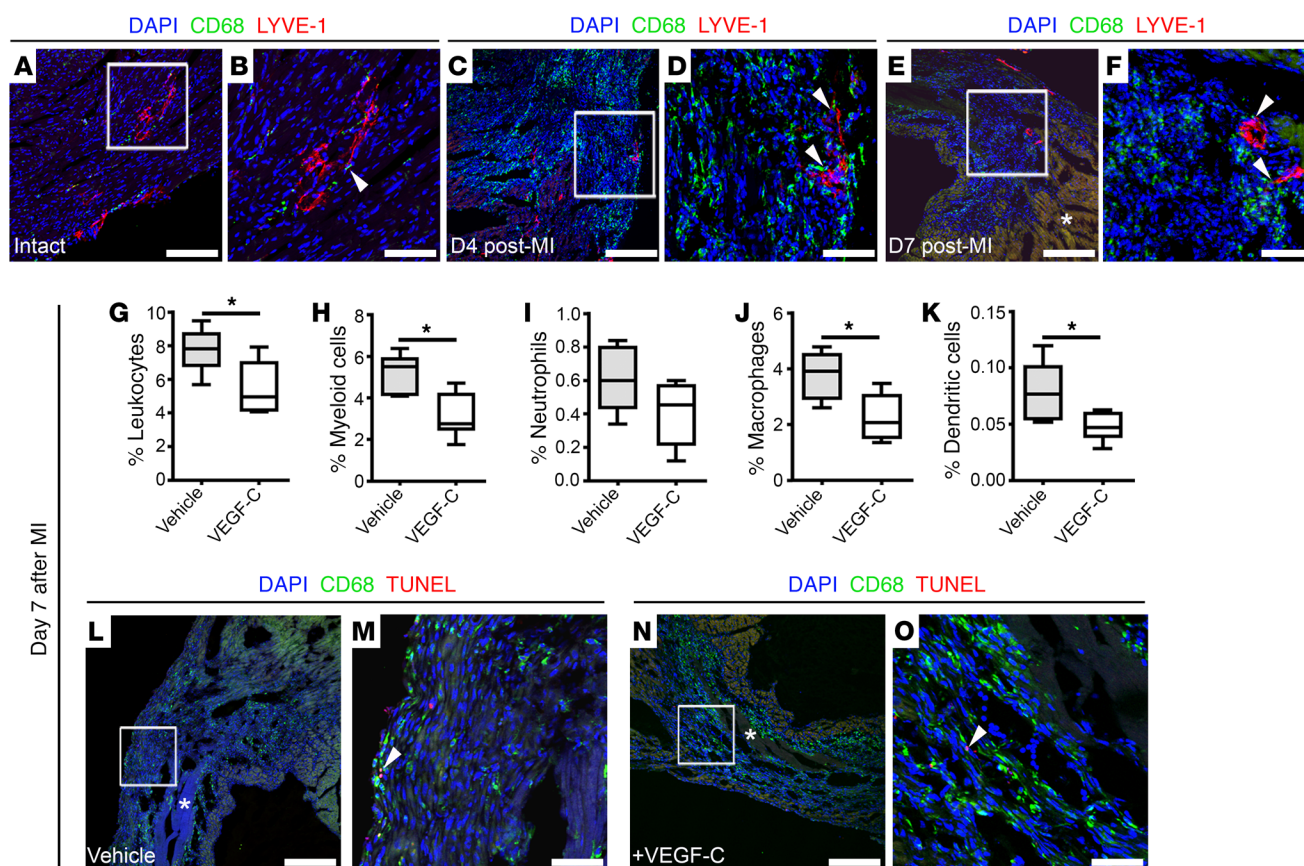 DAPI CD68 LYVE-1
DAPI CD68 LYVE-1
DAPI CD68 LYVE-1
A
B
C
D
E
F
Intact
D4 post-MI
*
D7 post-MI
Day 7 after MI
G
% Leukocytes
10
8
6
4
2
0
*
Vehicle
VEGF-C
H
% Myeloid cells
8
6
4
2
0
*
Vehicle
VEGF-C
I
% Neutrophils
1.0
0.8
0.6
0.4
0.2
0.0
Vehicle
VEGF-C
J
% Macrophages
6
4
2
0
*
Vehicle
VEGF-C
K
% Dendritic cells
0.15
0.10
0.05
0.00
*
Vehicle
VEGF-C
DAPI CD68 TUNEL
DAPI CD68 TUNEL
L
M
N
O
*
*
Vehicle
+VEGF-C